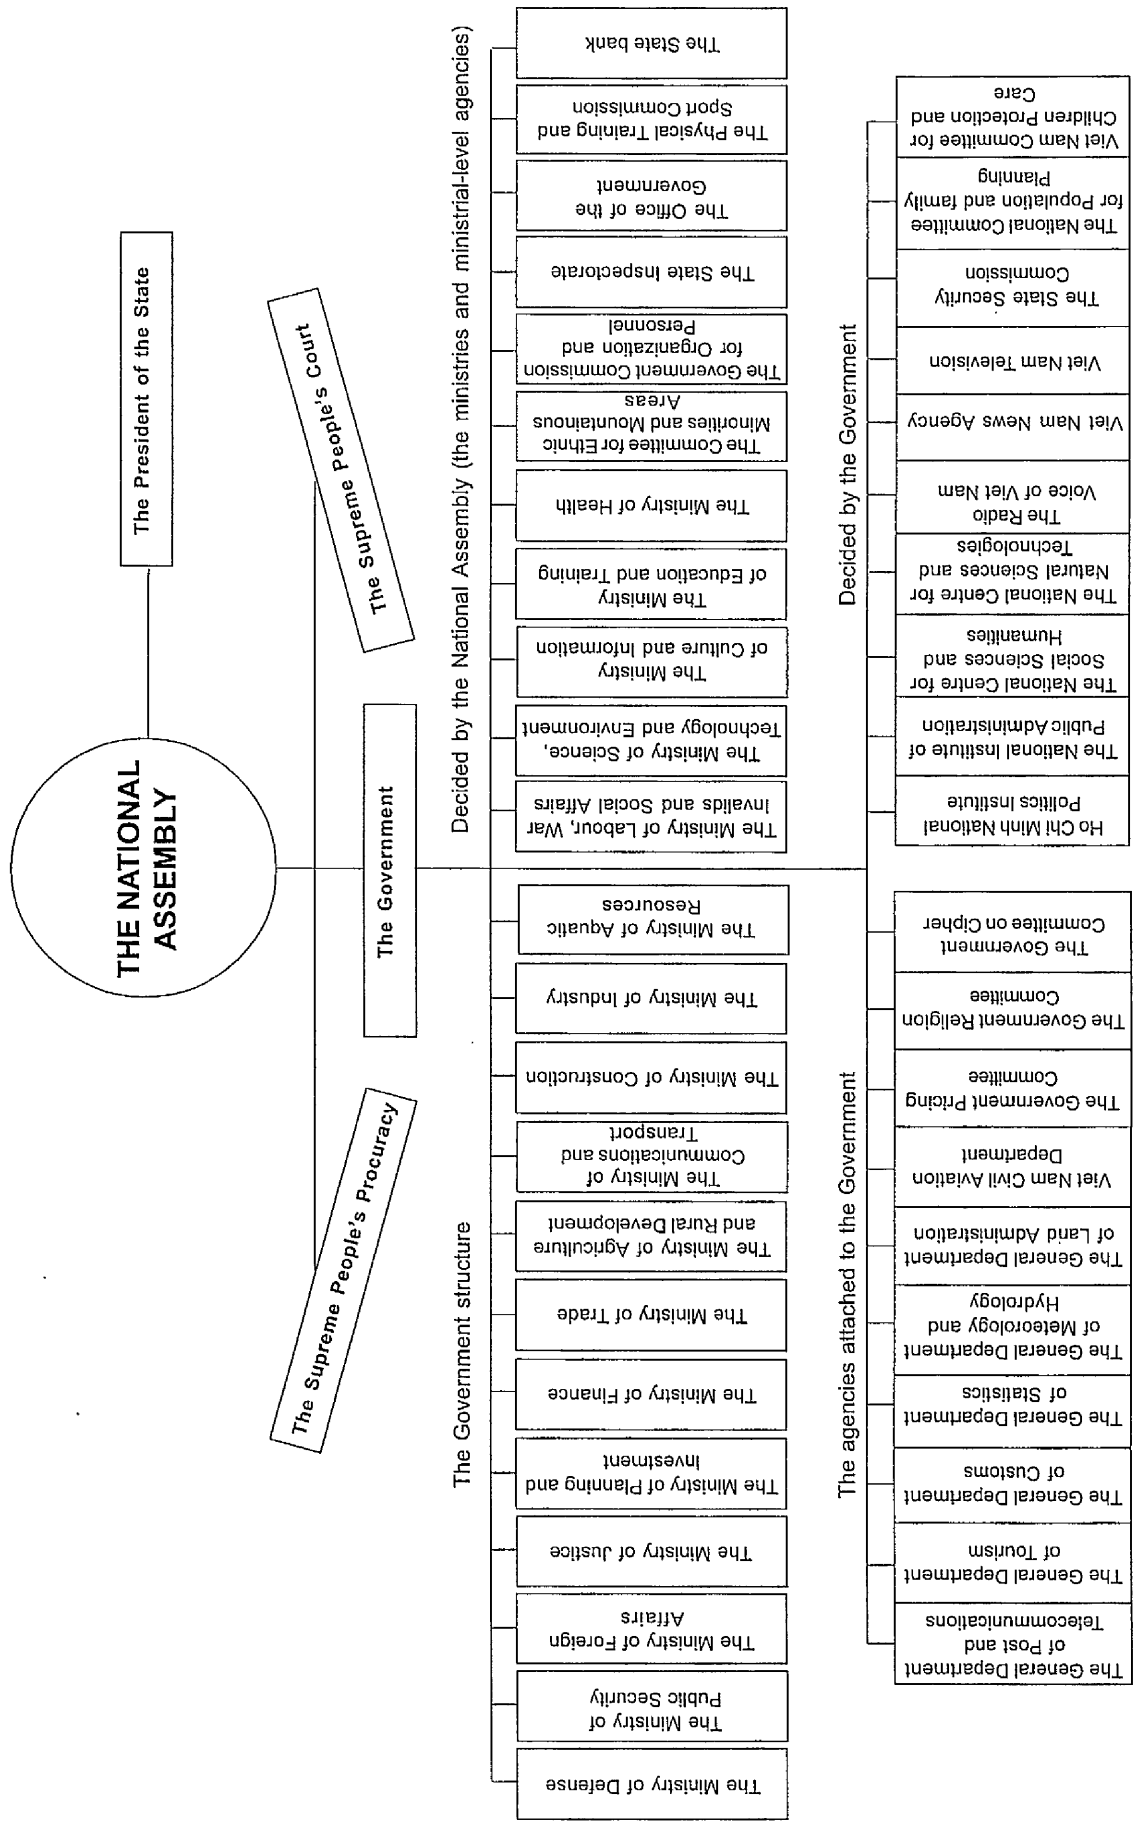 THE NATIONAL
ASSEMBLY
The President of the State
The Supreme People's Procuracy
The Government
The Supreme People's Court
The Government structure
Decided by the National Assembly (the ministries and ministrial-level agencies)
The Ministry of Defense
The Ministry of
Public Security
The Ministry of Foreign
Affairs
The Ministry of Justice
The Ministry of Planning and
Investment
The Ministry of Finance
The Ministry of Trade
The Ministry of Agriculture
and Rural Development
The Ministry of
Communications and
Transport
The Ministry of Construction
The Ministry of Industry
The Ministry of Aquatic
Resources
The Ministry of Labour, War
Invalids and Social Affairs
The Ministry of Science,
Technology and Environment
The Ministry
of Culture and Information
The Ministry
of Education and Training
The Ministry of Health
The Committee for Ethnic
Minorities and Mountainous
Areas
The Government Commission
for Organization and
Personnel
The State Inspectorate
The Office of the
Government
The Physical Training and
Sport Commission
The State bank
The agencies attached to the Government
Decided by the Government
The General Department
of Post and
Telecommunications
The General Department
of Tourism
The General Department
of Customs
The General Department
of Statistics
The General Department
of Meteorology and
Hydrology
The General Department
of Land Administration
Viet Nam Civil Aviation
Department
The Government Pricing
Committee
The Government Religion
Committee
The Government
Committee on Cipher
Ho Chi Minh National
Politics Institute
The National Institute of
Public Administration
The National Centre for
Social Sciences and
Humanities
The National Centre for
Natural Sciences and
Technologies
The Radio
Voice of Viet Nam
Viet Nam News Agency
Viet Nam Television
The State Security
Commission
The National Committee
for Population and family
Planning
Viet Nam Committee for
Children Protection and
Care